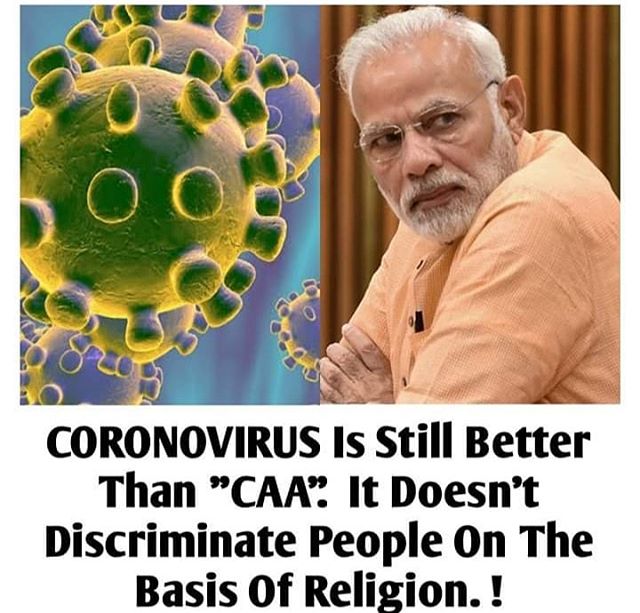 CORONOVIRUS Is Still Better
Than ”CAA”. It Doesn’t
Discriminate People On The
Basis Of Religion. !